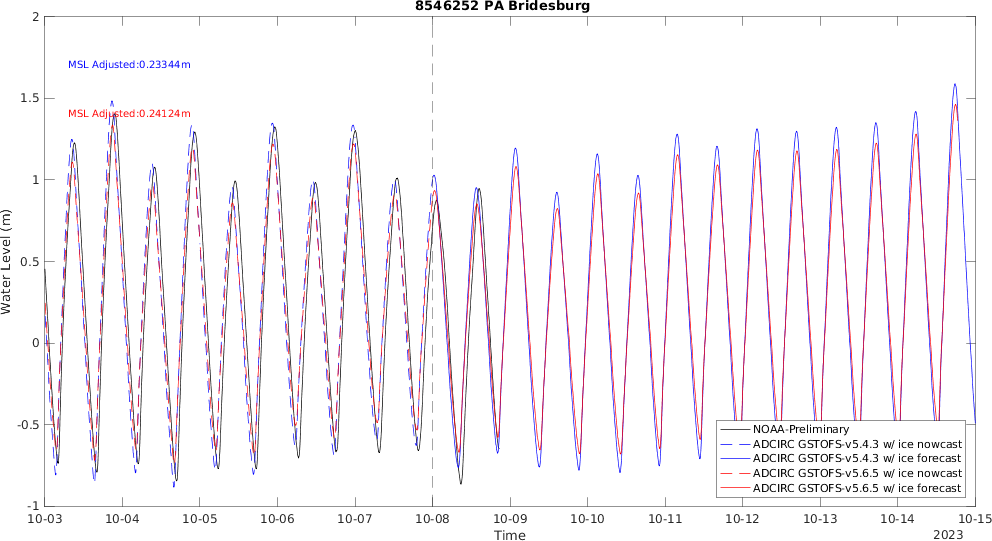 8546252 PA Bridesburg
MSL Adjusted:0.23344m
MSL Adjusted:0.24124m
Water Level (m)
2
1.5
1
0.5
0
-0.5
-1
NOAA-Preliminary
ADCIRC GSTOFS-v5.4.3 w/ ice nowcast
ADCIRC GSTOFS-v5.4.3 w/ ice forecast
ADCIRC GSTOFS-v5.6.5 w/ ice nowcast
ADCIRC GSTOFS-v5.6.5 w/ ice forecast
10-03 10-04 10-05 10-06 10-07 10-08 10-09 10-10 10-11 10-12 10-13 10-14 10-15
Time
2023